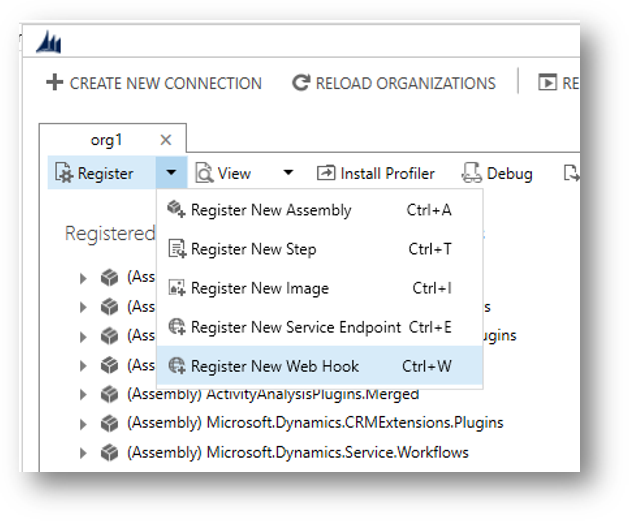 CREATE NEW CONNECTION RELOAD ORGANIZATIONS RE
org1
Register View Install Profiler Debug
Register New Assembly Ctrl+A
Registered
Register New Step Ctrl+T
(Ass
Register New Image Ctrl+I
(Ass s
Register New Service Endpoint Ctrl+E
(Ass ugins
(Ass
Register New Web Hook Ctrl+W
(Assembly) ActivityAnalysisPlugins.Merged
(Assembly) Microsoft.Dynamics.CRMExtensions.Plugins
(Assembly) Microsoft.Dynamics.Service.Workflows